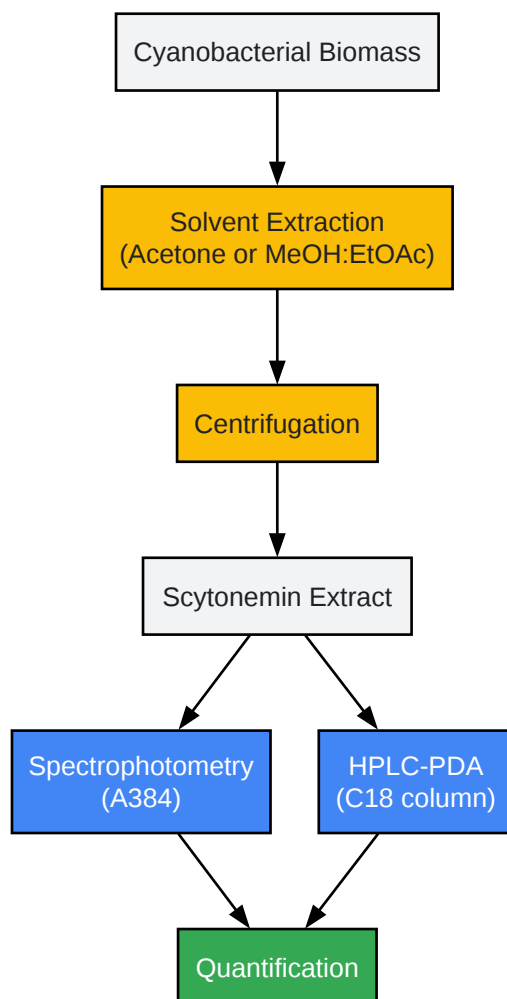 Cyanobacterial Biomass
Solvent Extraction
(Acetone or MeOH:EtOAc)
Centrifugation
Scytonemin Extract
Spectrophotometry
(A384)
HPLC-PDA
(C18 column)
Quantification